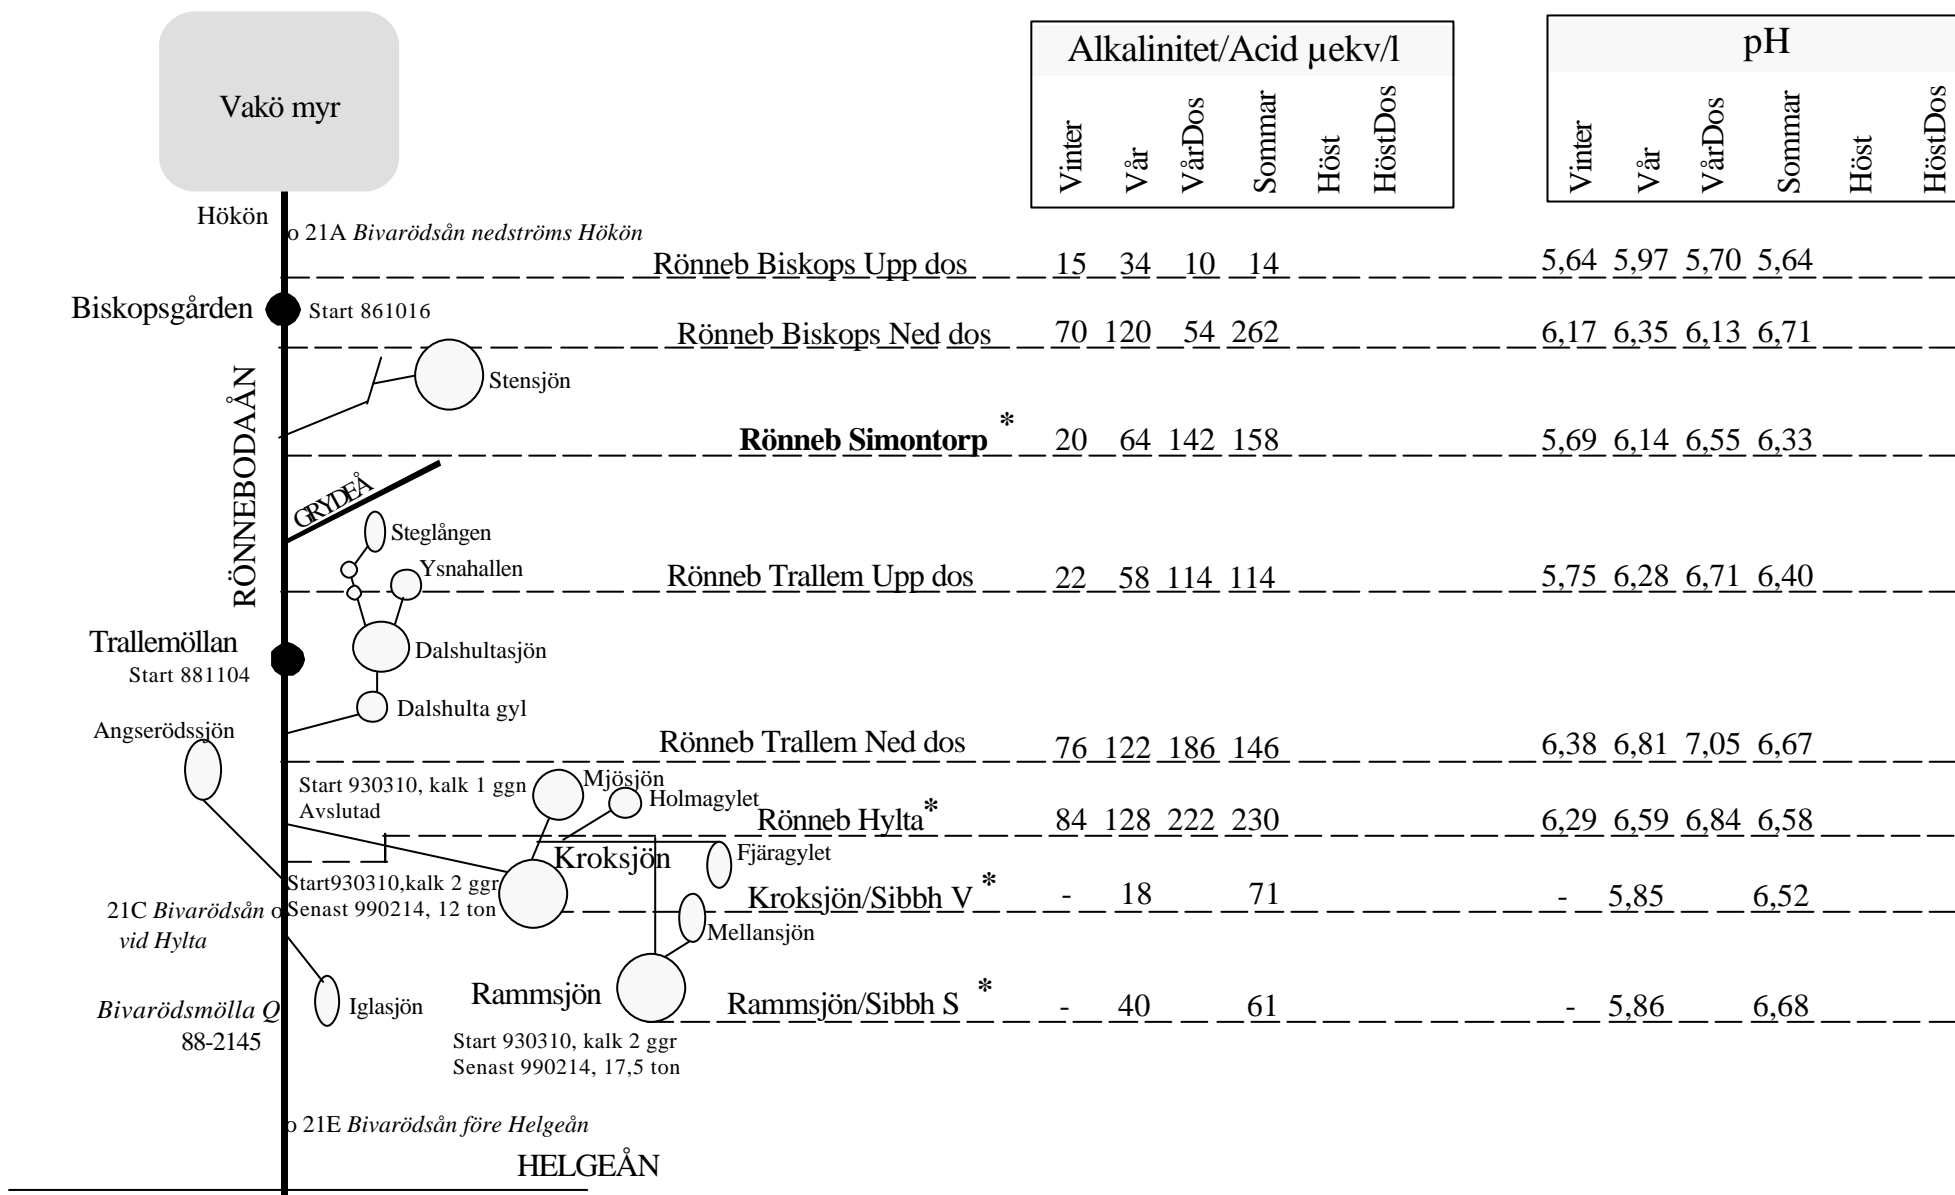 Vakö myr
Alkalinitet/Acid µekv/l
Vinter Vår VårDos Sommar Höst HöstDos
pH
Vinter Vår VårDos Sommar Höst HöstDos
Hökön
o 21A Bivarödsån nedströms Hökön
Rönneb Biskops Upp dos 15 34 10 14 5,64 5,97 5,70 5,64
Biskopsgården Start 861016
Rönneb Biskops Ned dos 70 120 54 262 6,17 6,35 6,13 6,71
Stensjön
RÖNNEBODAÅN
Rönneb Simontorp * 20 64 142 158 5,69 6,14 6,55 6,33
GRYDEÅ
Steglången
Ysnahallen
Rönneb Trallem Upp dos 22 58 114 114 5,75 6,28 6,71 6,40
Trallemöllan
Start 881104
Dalshultasjön
Dalshulta gyl
Angserödssjön
Rönneb Trallem Ned dos 76 122 186 146 6,38 6,81 7,05 6,67
Start 930310, kalk 1 ggn
Avslutad
Mjösjön
Holmagylet
Rönneb Hylta* 84 128 222 230 6,29 6,59 6,84 6,58
Kroksjön
Fjäragylet
Start930310,kalk 2 ggr
Senast 990214, 12 ton
Kroksjön/Sibbh V * - 18 71 - 5,85 6,52
21C Bivarödsån o
vid Hylta
Mellansjön
Bivarödsmölla Q
88-2145
Iglasjön
Rammsjön
Rammsjön/Sibbh S * - 40 61 - 5,86 6,68
Start 930310, kalk 2 ggr
Senast 990214, 17,5 ton
o 21E Bivarödsån före Helgeån
HELGEÅN